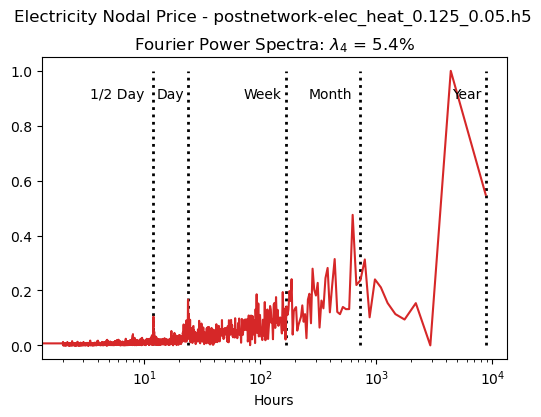 Electricity Nodal Price - postnetwork-elec_heat_0.125_0.05.h5
Fourier Power Spectra: λ₄ = 5.4%
1/2 Day Day Week Month Year
1.0
0.8
0.6
0.4
0.2
0.0
10¹ 10² 10³ 10⁴
Hours